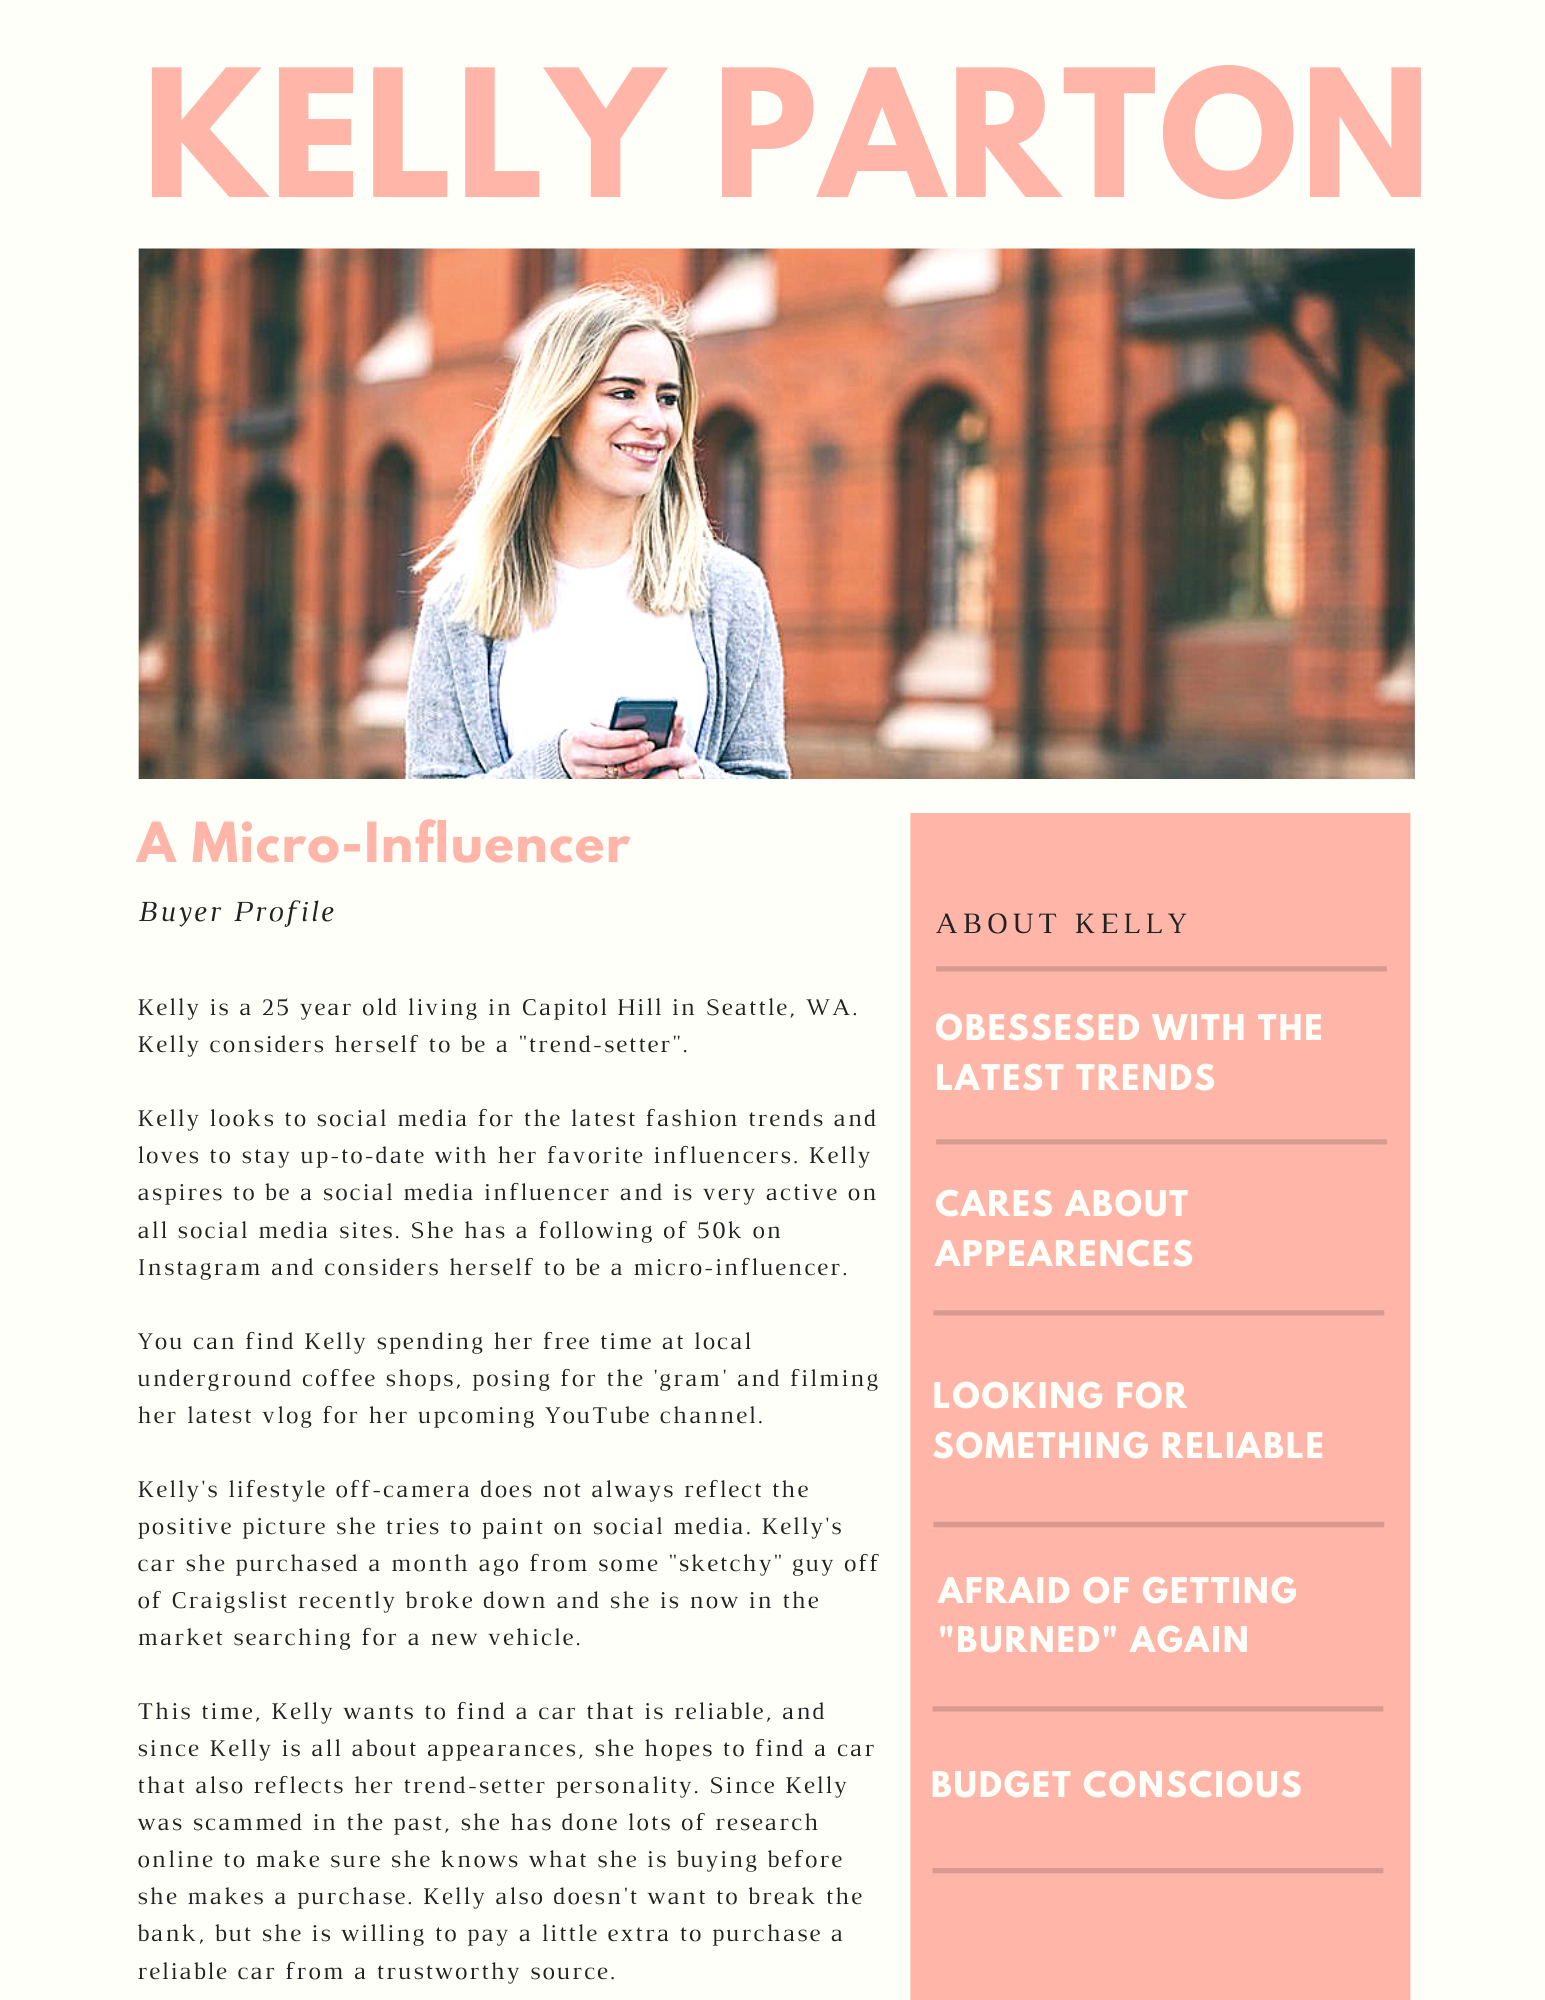 KELLY PARTON
A Micro-Influencer
Buyer Profile
Kelly is a 25 year old living in Capitol Hill in Seattle, WA.
Kelly considers herself to be a "trend-setter".
Kelly looks to social media for the latest fashion trends and
loves to stay up-to-date with her favorite influencers. Kelly
aspires to be a social media influencer and is very active on
all social media sites. She has a following of 50k on
Instagram and considers herself to be a micro-influencer.
You can find Kelly spending her free time at local
underground coffee shops, posing for the 'gram' and filming
her latest vlog for her upcoming YouTube channel.
Kelly's lifestyle off-camera does not always reflect the
positive picture she tries to paint on social media. Kelly's
car she purchased a month ago from some "sketchy" guy off
of Craigslist recently broke down and she is now in the
market searching for a new vehicle.
This time, Kelly wants to find a car that is reliable, and
since Kelly is all about appearances, she hopes to find a car
that also reflects her trend-setter personality. Since Kelly
was scammed in the past, she has done lots of research
online to make sure she knows what she is buying before
she makes a purchase. Kelly also doesn't want to break the
bank, but she is willing to pay a little extra to purchase a
reliable car from a trustworthy source.
ABOUT KELLY
OBESSESED WITH THE
LATEST TRENDS
CARES ABOUT
APPEARENCES
LOOKING FOR
SOMETHING RELIABLE
AFRAID OF GETTING
"BURNED" AGAIN
BUDGET CONSCIOUS